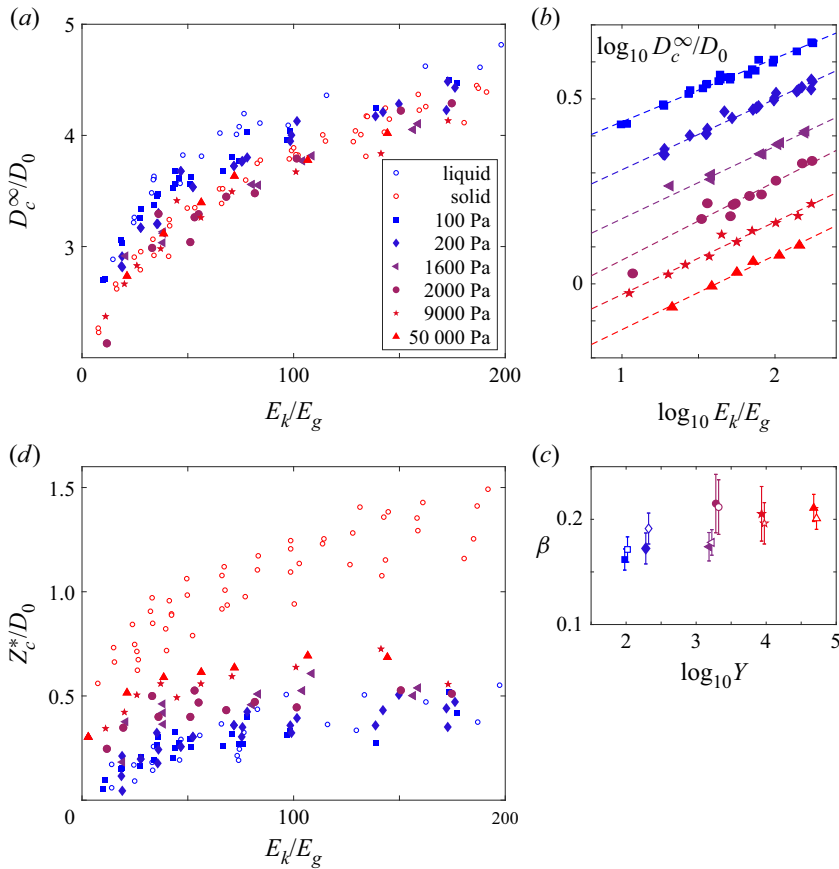 (a)
5
4
3
D_c^∞/D_0
0
100
200
E_k/E_g
liquid
solid
100 Pa
200 Pa
1600 Pa
2000 Pa
9000 Pa
50 000 Pa
(b)
log₁₀ D_c^∞/D_0
0.5
0
1
2
log₁₀ E_k/E_g
(d)
1.5
1.0
0.5
0
Z_c^*/D_0
100
200
E_k/E_g
(c)
0.2
β
0.1
2
3
4
5
log₁₀ Y